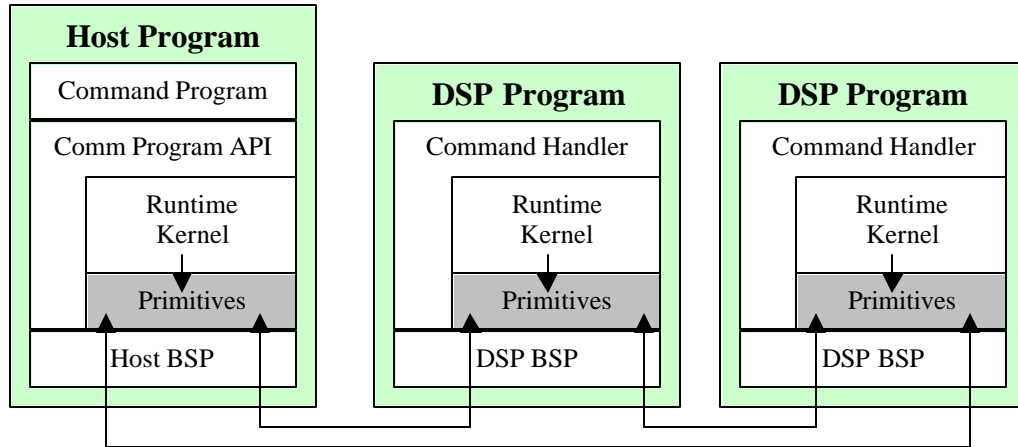 Host Program
Command Program
Comm Program API
Runtime
Kernel
Primitives
Host BSP
DSP Program
Command Handler
Runtime
Kernel
Primitives
DSP BSP
DSP Program
Command Handler
Runtime
Kernel
Primitives
DSP BSP